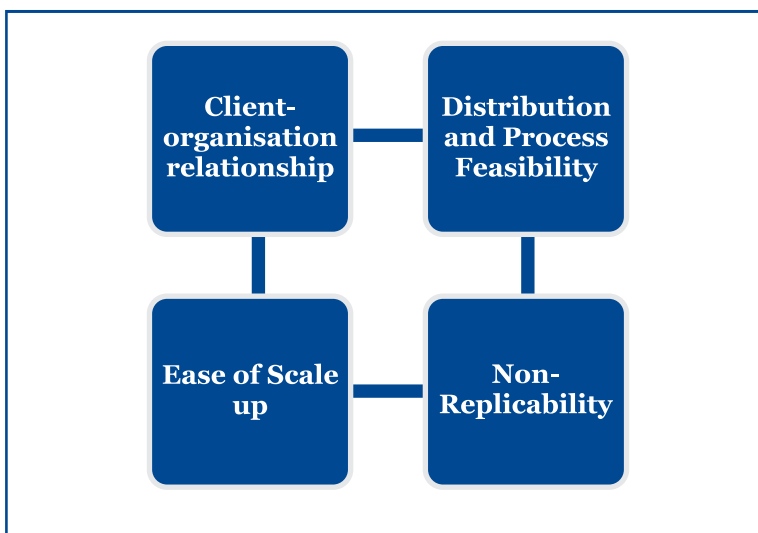 Client-
organisation
relationship
Distribution
and Process
Feasibility
Ease of Scale
up
Non-
Replicability